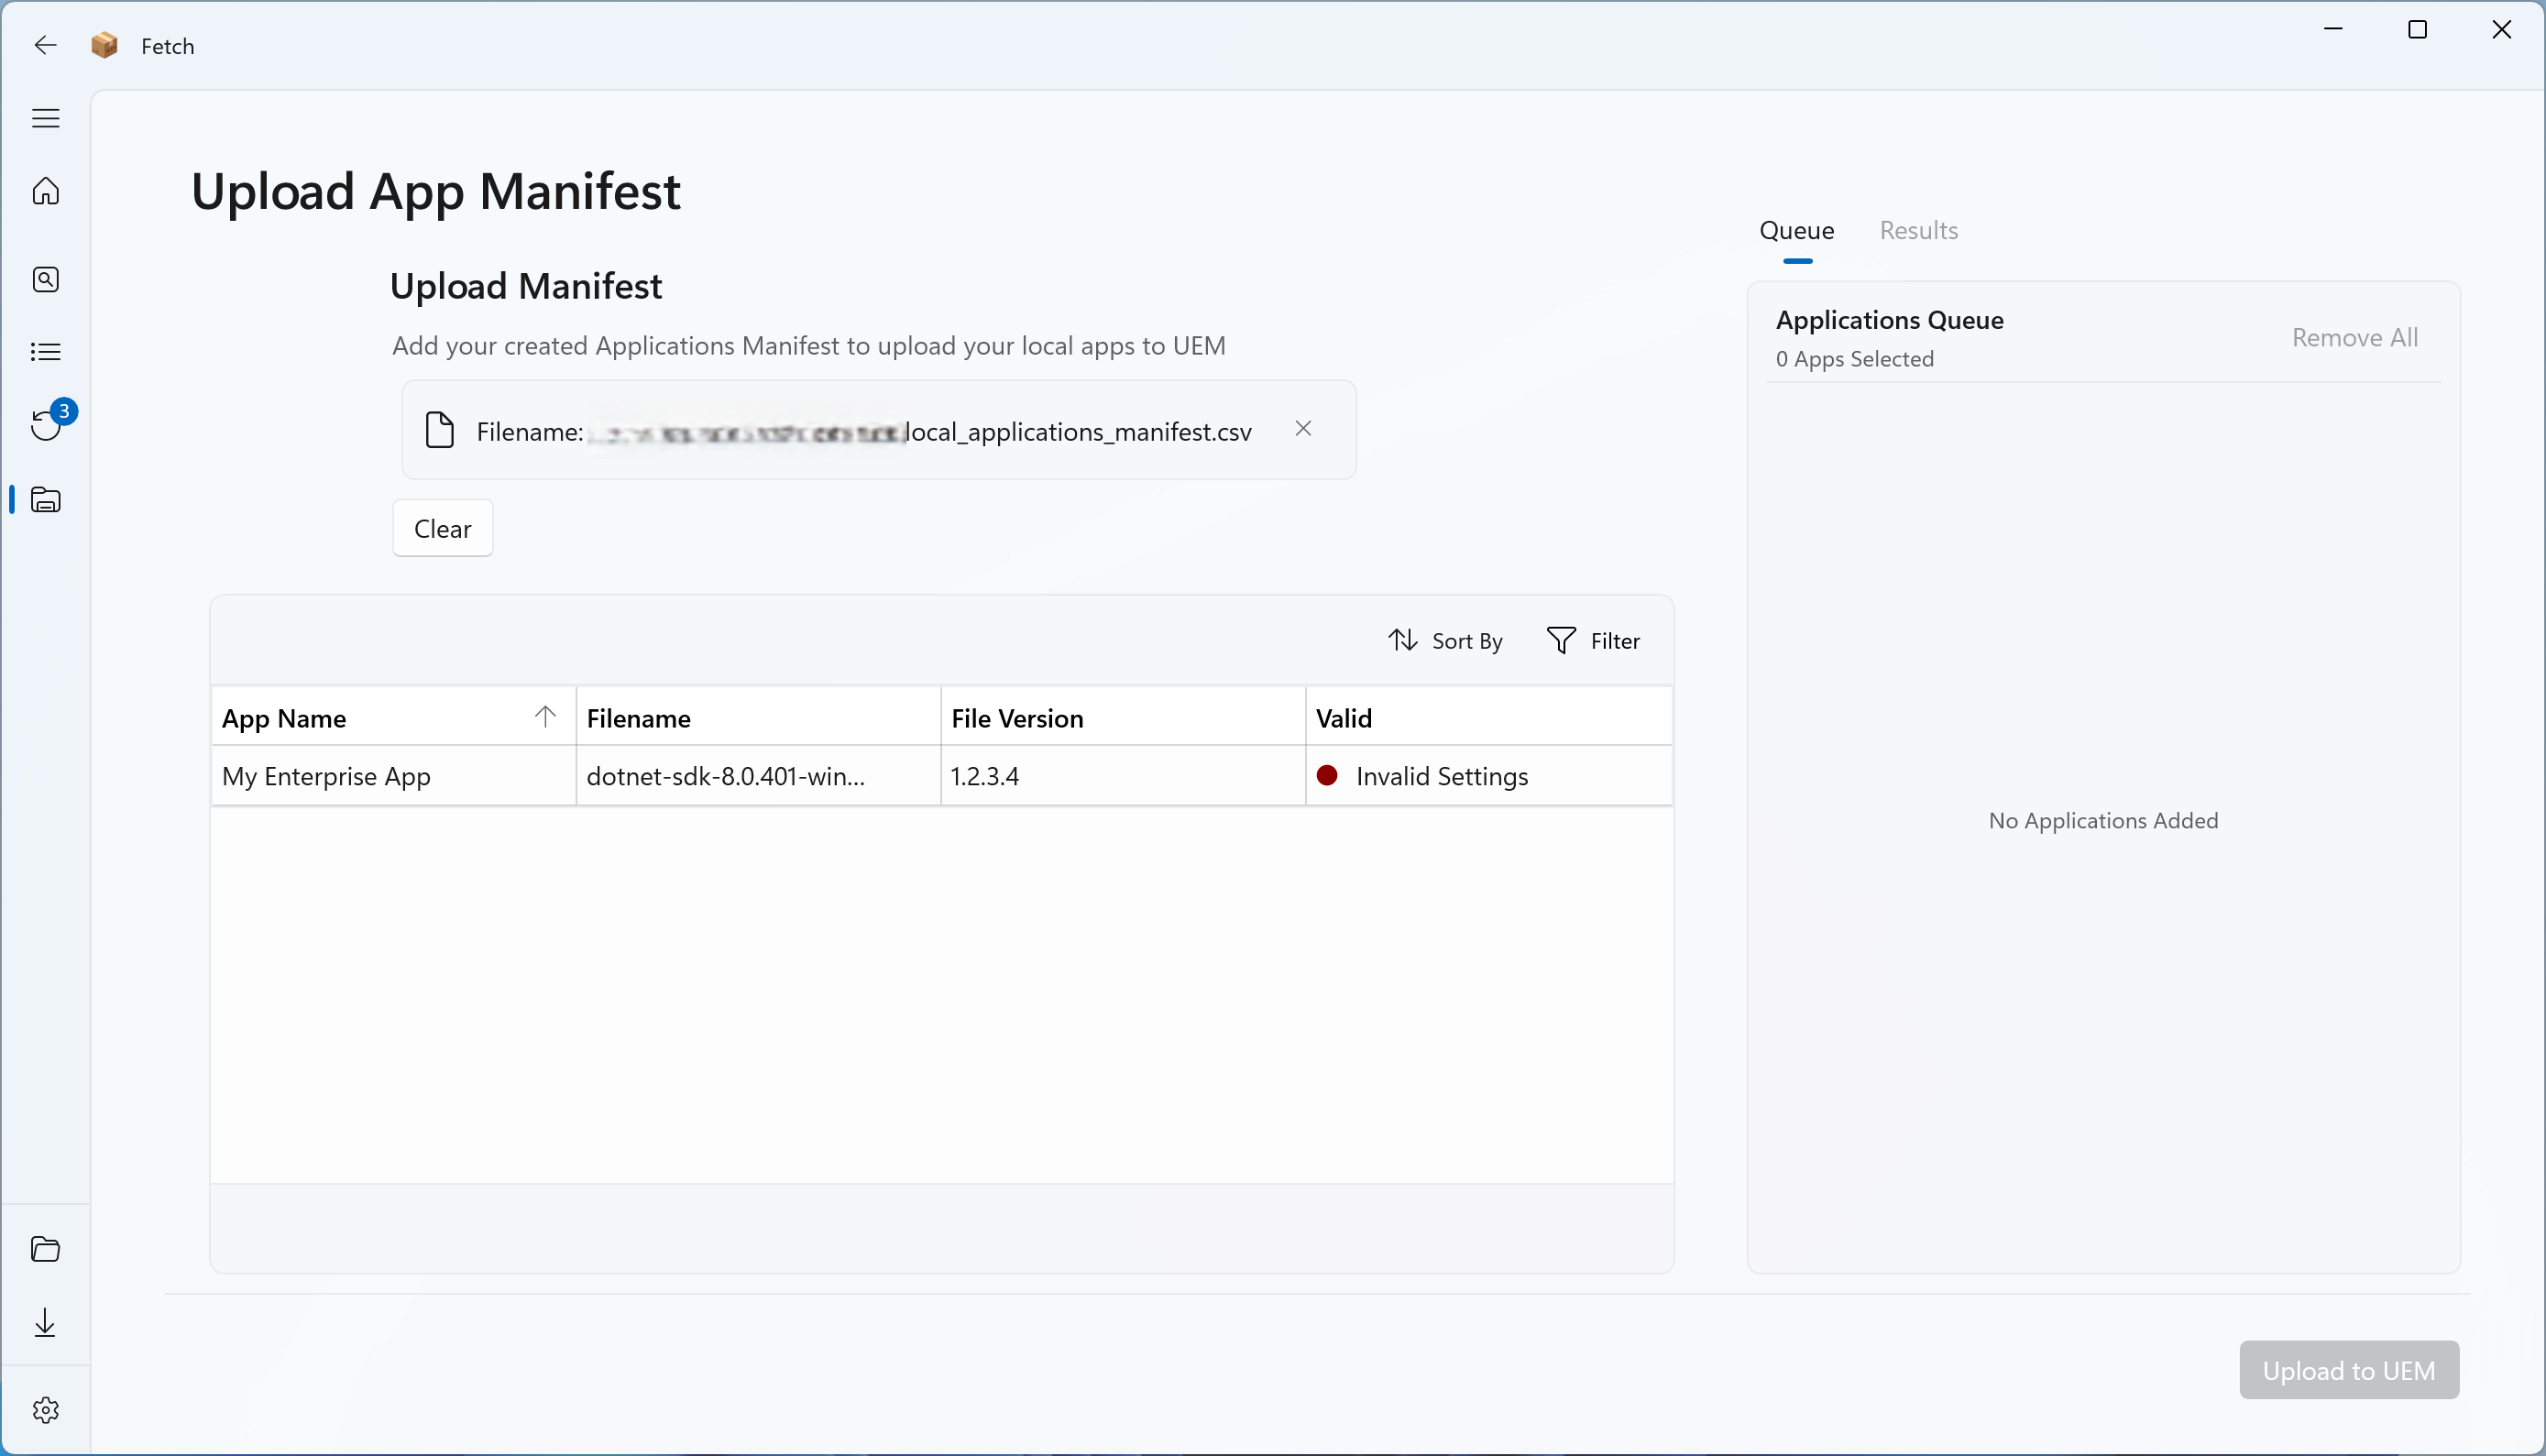 Fetch
Upload App Manifest
Upload Manifest
Add your created Applications Manifest to upload your local apps to UEM
Filename: local_applications_manifest.csv
Clear
3
Sort By Filter
App Name Filename File Version Valid
My Enterprise App dotnet-sdk-8.0.401-win... 1.2.3.4 Invalid Settings
Queue Results
Applications Queue
0 Apps Selected
Remove All
No Applications Added
Upload to UEM